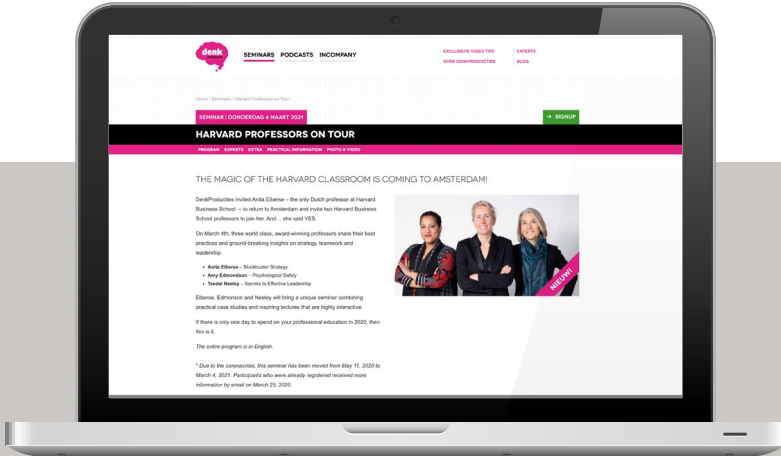 denk
SEMINARS PODCASTS INCOMPANY
EXCLUSIEVE VIDEO TIPS
EXPERTS
OVER DENKPRODUCTIES
BLOG
Home / Seminars / Harvard Professors on Tour
SEMINAR | DONDERDAG 4 MAART 2021
→ SIGNUP
HARVARD PROFESSORS ON TOUR
PROGRAM EXPERTS EXTRA PRACTICAL INFORMATION PHOTO & VIDEO
THE MAGIC OF THE HARVARD CLASSROOM IS COMING TO AMSTERDAM!
DenkProducties invited Anita Elberse – the only Dutch professor at Harvard
Business School – to return to Amsterdam and invite two Harvard Business
School professors to join her. And… she said YES.
On March 4th, three world class, award-winning professors share their best
practices and ground-breaking insights on strategy, teamwork and
leadership:
• Anita Elberse – Blockbuster Strategy
• Amy Edmondson – Psychological Safety
• Tsedal Neeley – Secrets to Effective Leadership
Elberse, Edmonson and Neeley will bring a unique seminar combining
practical case studies and inspiring lectures that are highly interactive.
If there is only one day to spend on your professional education in 2020, then
this is it.
The entire program is in English.
* Due to the coronacrisis, this seminar has been moved from May 11, 2020 to
March 4, 2021. Participants who were already registered received more
information by email on March 25, 2020.
NIEUW!